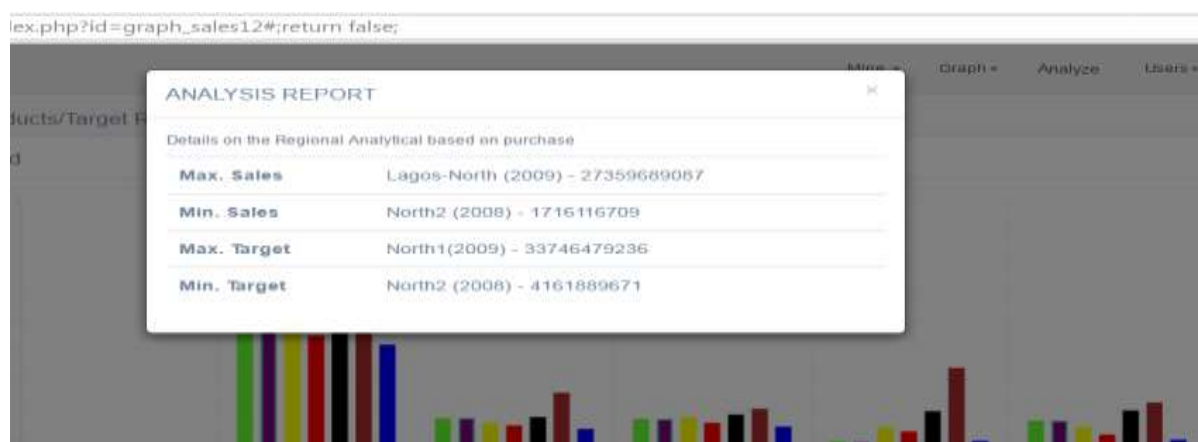 lex.php?id=graph_sales12#;return false;
Mine Graph Analyze Users
ANALYSIS REPORT ×
ducts/Target R
Details on the Regional Analytical based on purchase
d
Max. Sales Lagos-North (2009) - 27359689087
Min. Sales North2 (2008) - 1716116709
Max. Target North1(2009) - 33746479236
Min. Target North2 (2008) - 4161889671